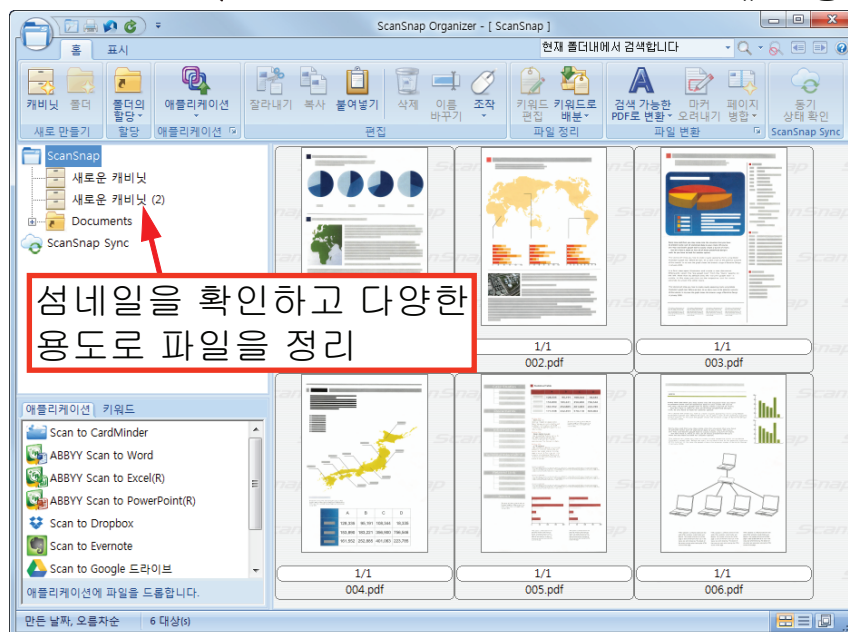 ScanSnap Organizer - [ ScanSnap ]
홈 표시
현재 폴더내에서 검색합니다
캐비닛 폴더 폴더의 할당 애플리케이션 잘라내기 복사 붙여넣기 삭제 이름 바꾸기 조작 키워드 편집 키워드로 배분 검색 가능한 PDF로 변환 마커 오려내기 페이지 병합 동기 상태 확인
새로 만들기 할당 애플리케이션 편집 파일 정리 파일 변환 ScanSnap Sync
ScanSnap
새로운 캐비닛
새로운 캐비닛 (2)
Documents
ScanSnap Sync
섬네일을 확인하고 다양한
용도로 파일을 정리
1/1 1/1
002.pdf 003.pdf
애플리케이션 키워드
Scan to CardMinder
ABBYY Scan to Word
ABBYY Scan to Excel(R)
ABBYY Scan to PowerPoint(R)
Scan to Dropbox
Scan to Evernote
Scan to Google 드라이브
애플리케이션에 파일을 드롭합니다.
1/1 1/1 1/1
004.pdf 005.pdf 006.pdf
만든 날짜, 오름차순 6 대상(s)